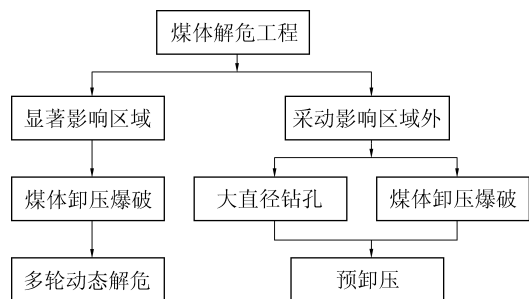 煤体解危工程
显著影响区域
采动影响区域外
煤体卸压爆破
大直径钻孔
煤体卸压爆破
多轮动态解危
预卸压